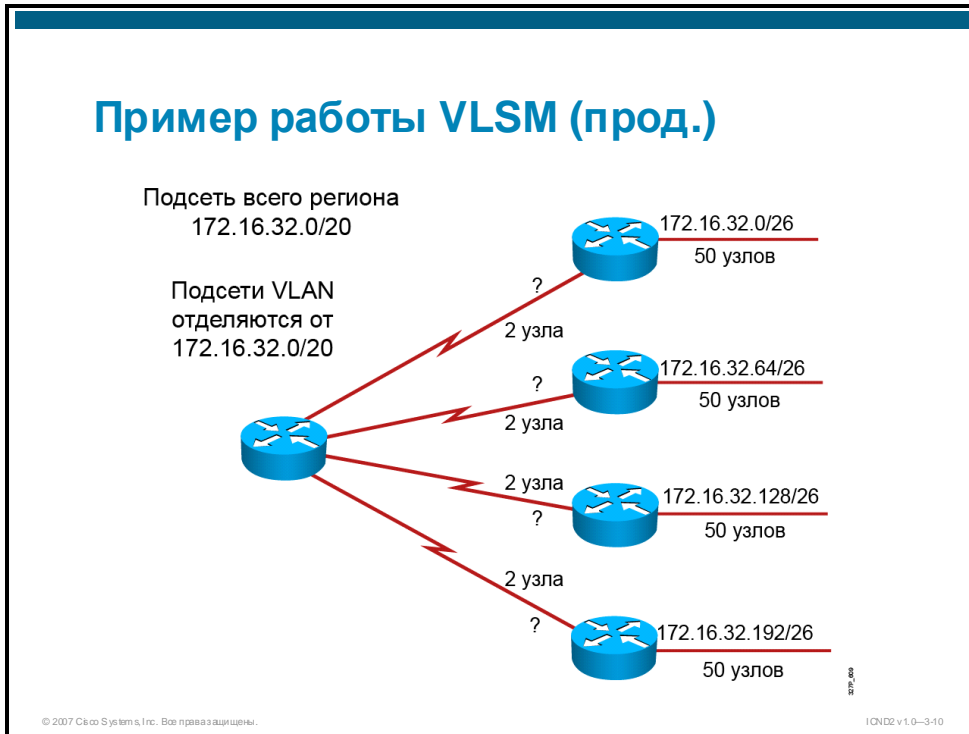 Пример работы VLSM (прод.)
Подсеть всего региона
172.16.32.0/20
Подсети VLAN
отделяются от
172.16.32.0/20
172.16.32.0/26
50 узлов
?
2 узла
172.16.32.64/26
50 узлов
?
2 узла
172.16.32.128/26
50 узлов
2 узла
?
2 узла
?
172.16.32.192/26
50 узлов
327P_609
© 2007 Cisco Systems, Inc. Все права защищены.
ICND2 v1.0—3-10